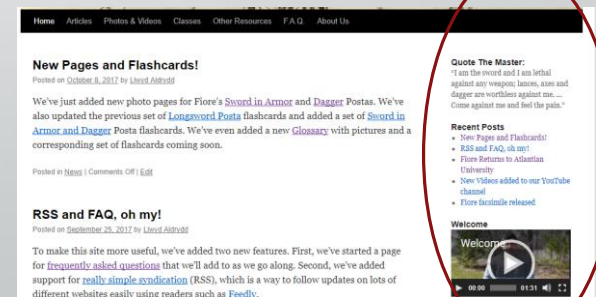 Home Articles Photos & Videos Classes Other Resources F.A.Q. About Us
New Pages and Flashcards!
Posted on October 8, 2017 by Llwyd Aldrydd
We've just added new photo pages for Fiore's Sword in Armor and Dagger Postas. We've
also updated the previous set of Longsword Posta flashcards and added a set of Sword in
Armor and Dagger Posta flashcards. We've even added a new Glossary with pictures and a
corresponding set of flashcards coming soon.
Posted in News | Comments Off | Edit
RSS and FAQ, oh my!
Posted on September 25, 2017 by Llwyd Aldrydd
To make this site more useful, we've added two new features. First, we've started a page
for frequently asked questions that we'll add to as we go along. Second, we've added
support for really simple syndication (RSS), which is a way to follow updates on lots of
different websites easily using readers such as Feedly.
Quote The Master:
"I am the sword and I am lethal
against any weapon; lances, axes and
dagger are worthless against me. ...
Come against me and feel the pain."
Recent Posts
New Pages and Flashcards!
RSS and FAQ, oh my!
Fiore Returns to Atlantian
University
New Videos added to our YouTube
channel
Fiore facsimile released
Welcome
Welcome
00:00 01:31